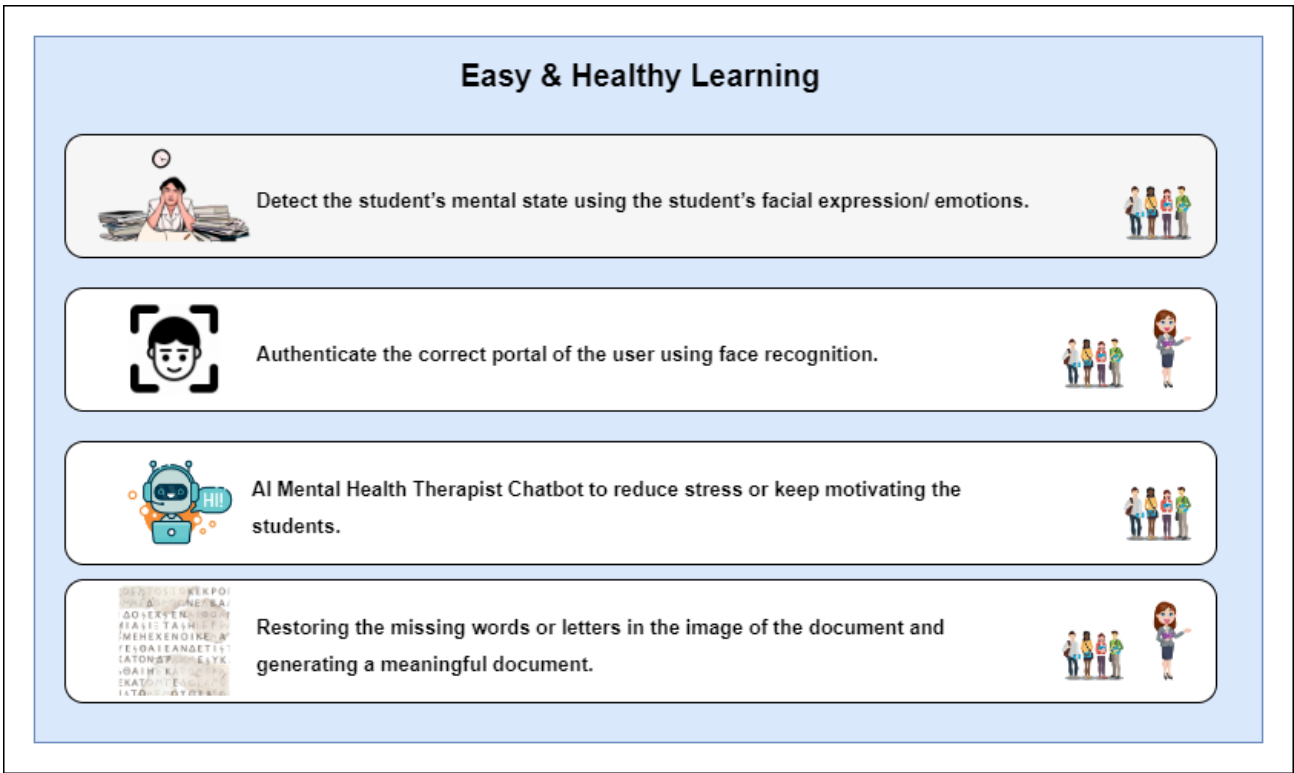 Easy & Healthy Learning
Detect the student's mental state using the student's facial expression/ emotions.
Authenticate the correct portal of the user using face recognition.
HI!
AI Mental Health Therapist Chatbot to reduce stress or keep motivating the
students.
Restoring the missing words or letters in the image of the document and
generating a meaningful document.